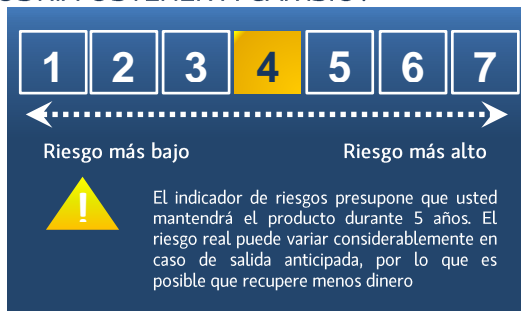 1 2 3 4 5 6 7
Riesgo más bajo Riesgo más alto
!
El indicador de riesgos presupone que usted
mantendrá el producto durante 5 años. El
riesgo real puede variar considerablemente en
caso de salida anticipada, por lo que es
posible que recupere menos dinero